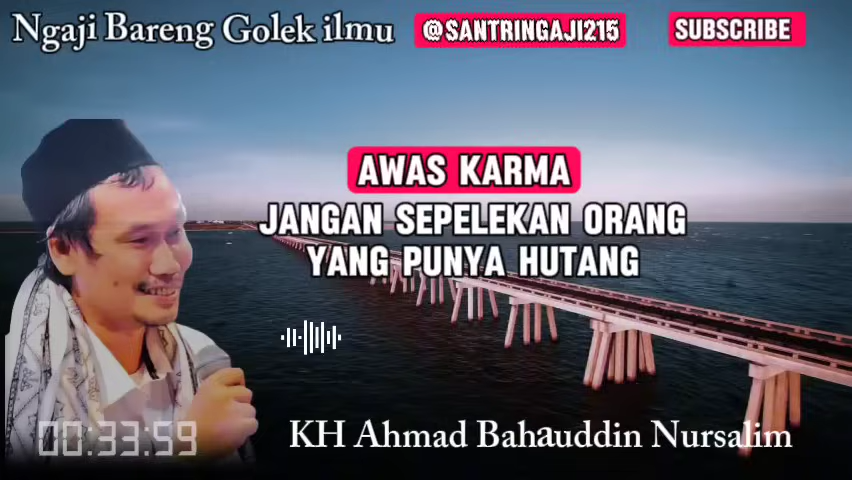 Ngaji Bareng Golek ilmu
@SANTRINGAJI215
SUBSCRIBE
AWAS KARMA
JANGAN SEPELEKAN ORANG
YANG PUNYA HUTANG
KH Ahmad Bahauddin Nursalim
00:33:59